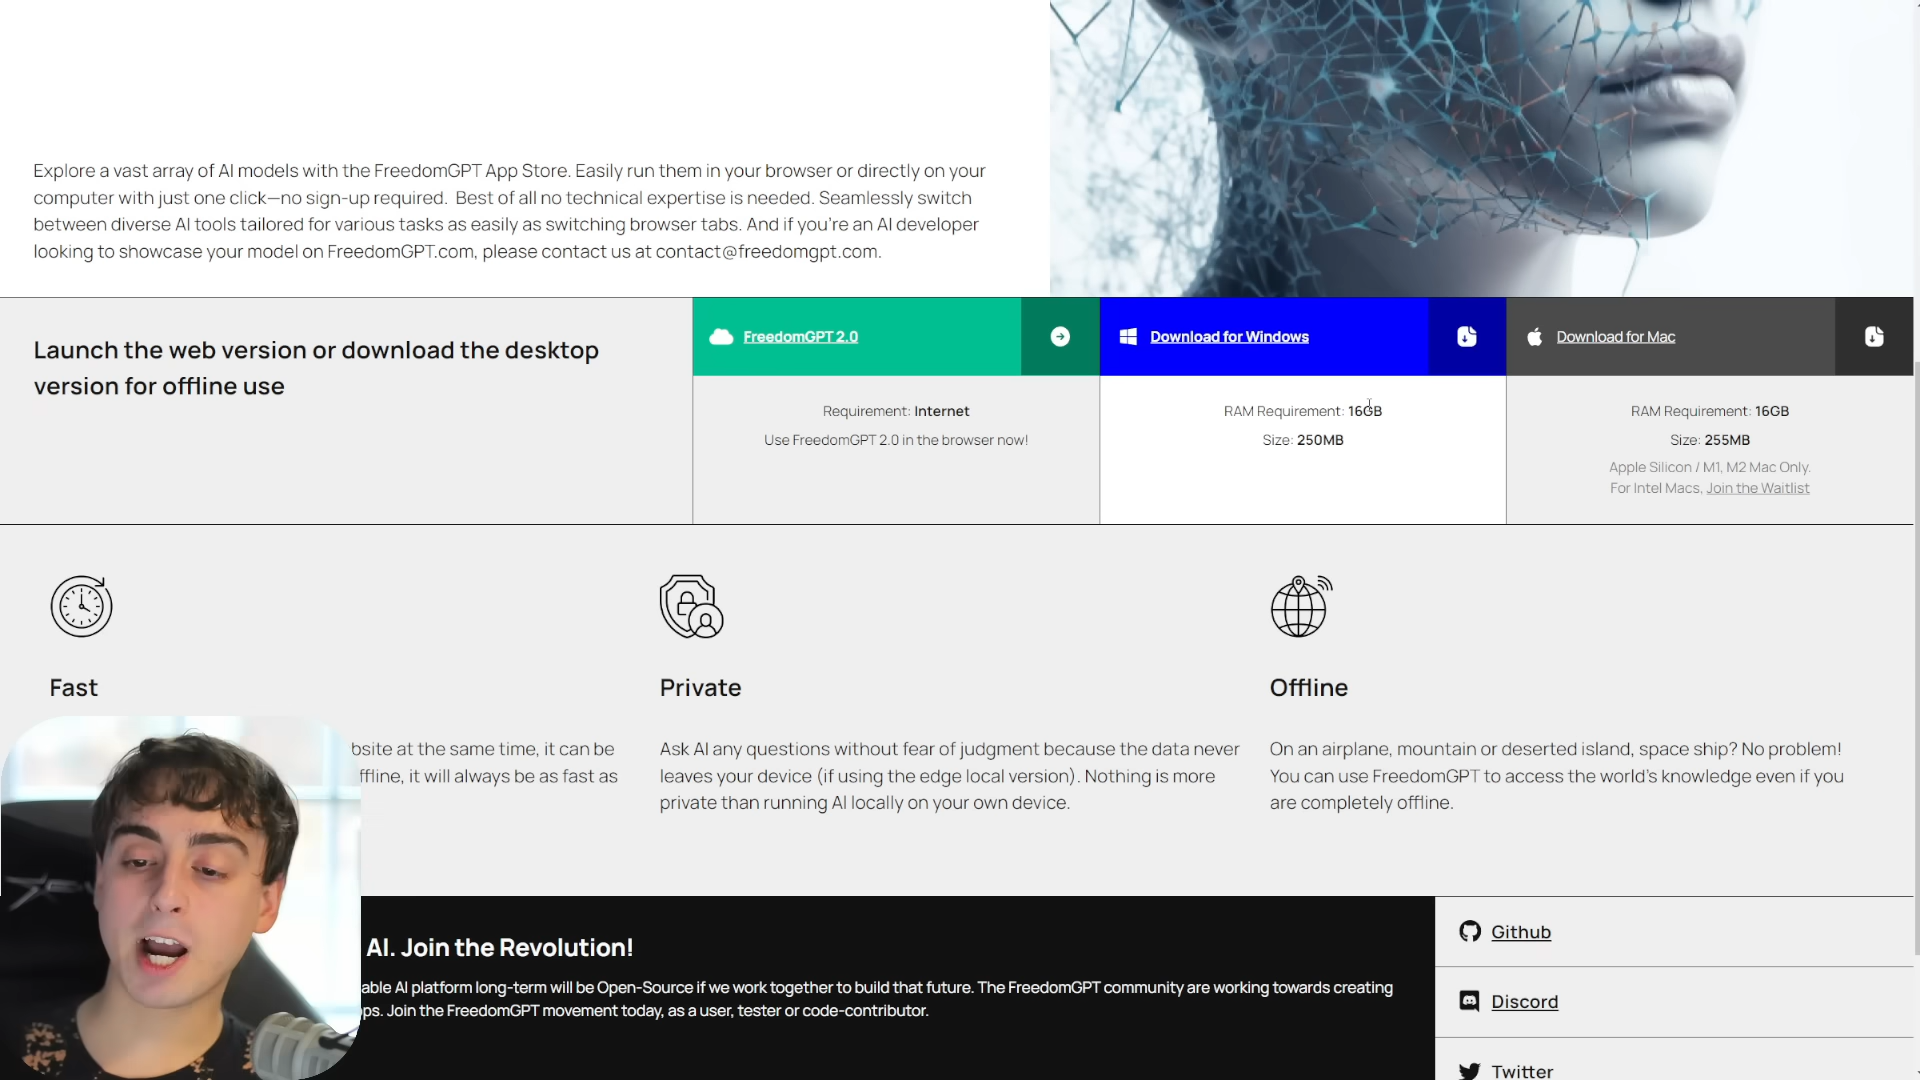 Explore a vast array of AI models with the FreedomGPT App Store. Easily run them in your browser or directly on your
computer with just one click—no sign-up required. Best of all no technical expertise is needed. Seamlessly switch
between diverse AI tools tailored for various tasks as easily as switching browser tabs. And if you're an AI developer
looking to showcase your model on FreedomGPT.com, please contact us at contact@freedomgpt.com.
Launch the web version or download the desktop
version for offline use
FreedomGPT 2.0
Requirement: Internet
Use FreedomGPT 2.0 in the browser now!
Download for Windows
RAM Requirement: 16GB
Size: 250MB
Download for Mac
RAM Requirement: 16GB
Size: 255MB
Apple Silicon / M1, M2 Mac Only.
For Intel Macs, Join the Waitlist
Fast
at the same time, it can be
it will always be as fast as
Private
Ask AI any questions without fear of judgment because the data never
leaves your device (if using the edge local version). Nothing is more
private than running AI locally on your own device.
Offline
On an airplane, mountain or deserted island, space ship? No problem!
You can use FreedomGPT to access the world's knowledge even if you
are completely offline.
AI. Join the Revolution!
AI platform long-term will be Open-Source if we work together to build that future. The FreedomGPT community are working towards creating
Join the FreedomGPT movement today, as a user, tester or code-contributor.
Github
Discord
Twitter